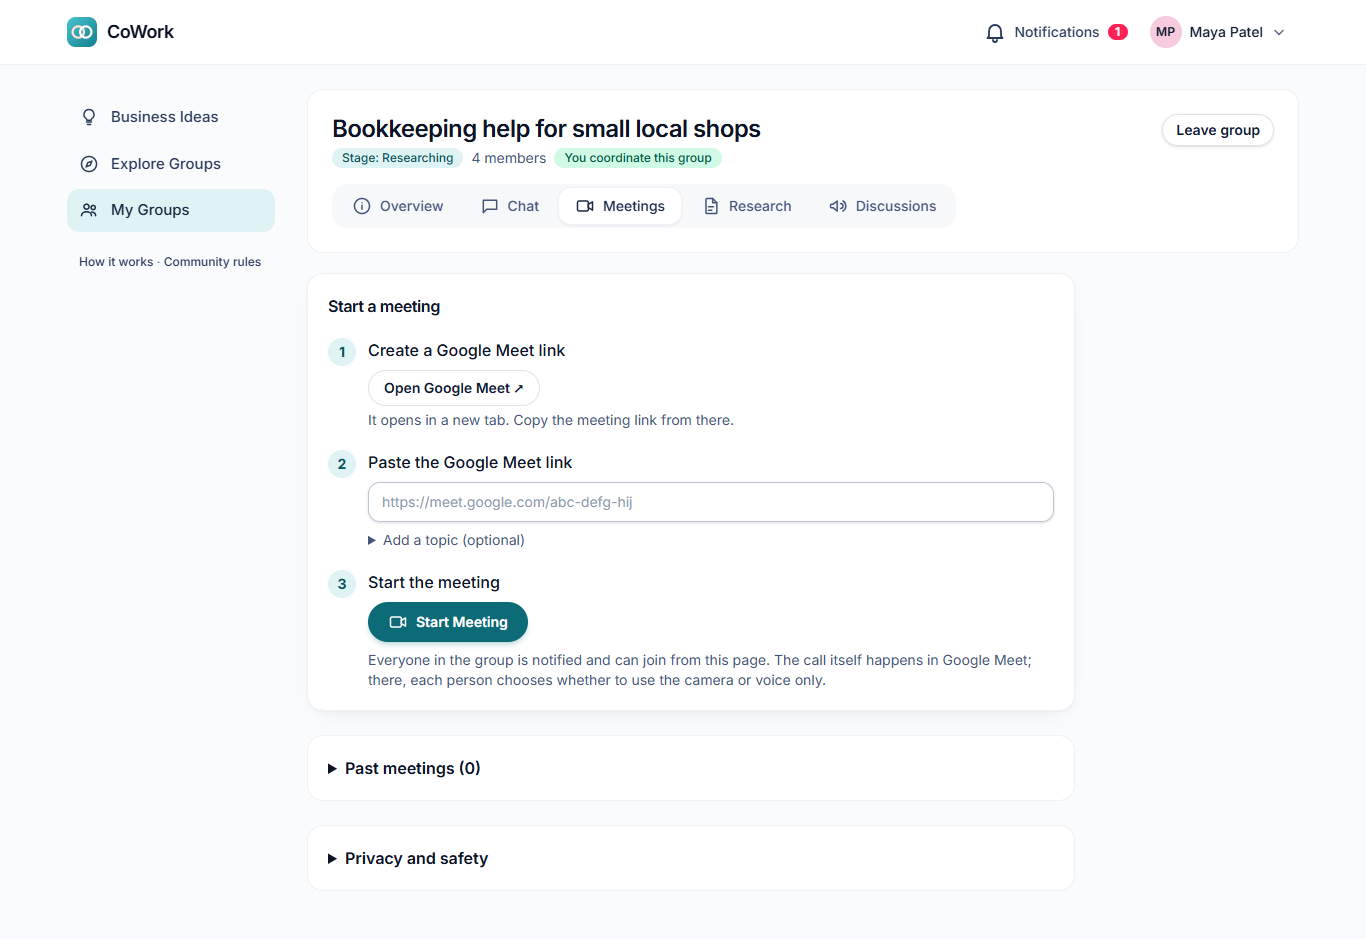 CoWork
Notifications 1
MP Maya Patel
Business Ideas
Explore Groups
My Groups
How it works · Community rules
Bookkeeping help for small local shops
Leave group
Stage: Researching 4 members You coordinate this group
Overview Chat Meetings Research Discussions
Start a meeting
1 Create a Google Meet link
Open Google Meet ↗
It opens in a new tab. Copy the meeting link from there.
2 Paste the Google Meet link
https://meet.google.com/abc-defg-hij
▶ Add a topic (optional)
3 Start the meeting
Start Meeting
Everyone in the group is notified and can join from this page. The call itself happens in Google Meet;
there, each person chooses whether to use the camera or voice only.
▶ Past meetings (0)
▶ Privacy and safety